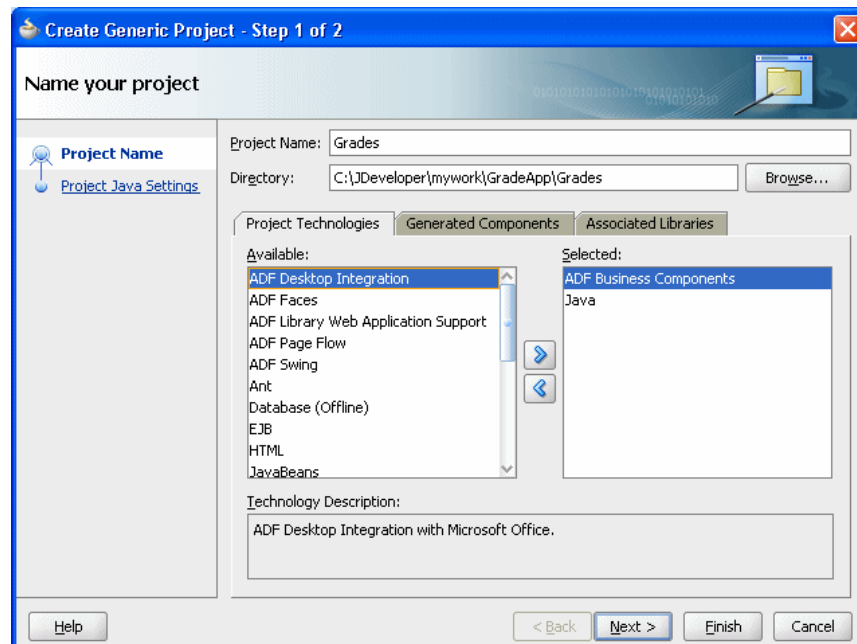 Create Generic Project - Step 1 of 2
Name your project
Project Name
Project Java Settings
Project Name: Grades
Directory: C:\JDeveloper\mywork\GradeApp\Grades Browse...
Project Technologies Generated Components Associated Libraries
Available:
ADF Desktop Integration
ADF Faces
ADF Library Web Application Support
ADF Page Flow
ADF Swing
Ant
Database (Offline)
EJB
HTML
JavaBeans
Selected:
ADF Business Components
Java
Technology Description:
ADF Desktop Integration with Microsoft Office.
Help < Back Next > Finish Cancel